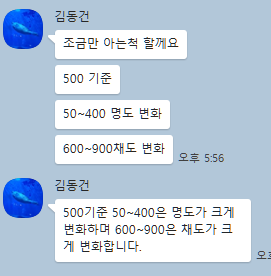 김동건
조금만 아는척 할께요
500 기준
50~400 명도 변화
600~900채도 변화
오후 5:56
김동건
500기준 50~400은 명도가 크게
변화하며 600~900은 채도가 크
게 변화합니다.